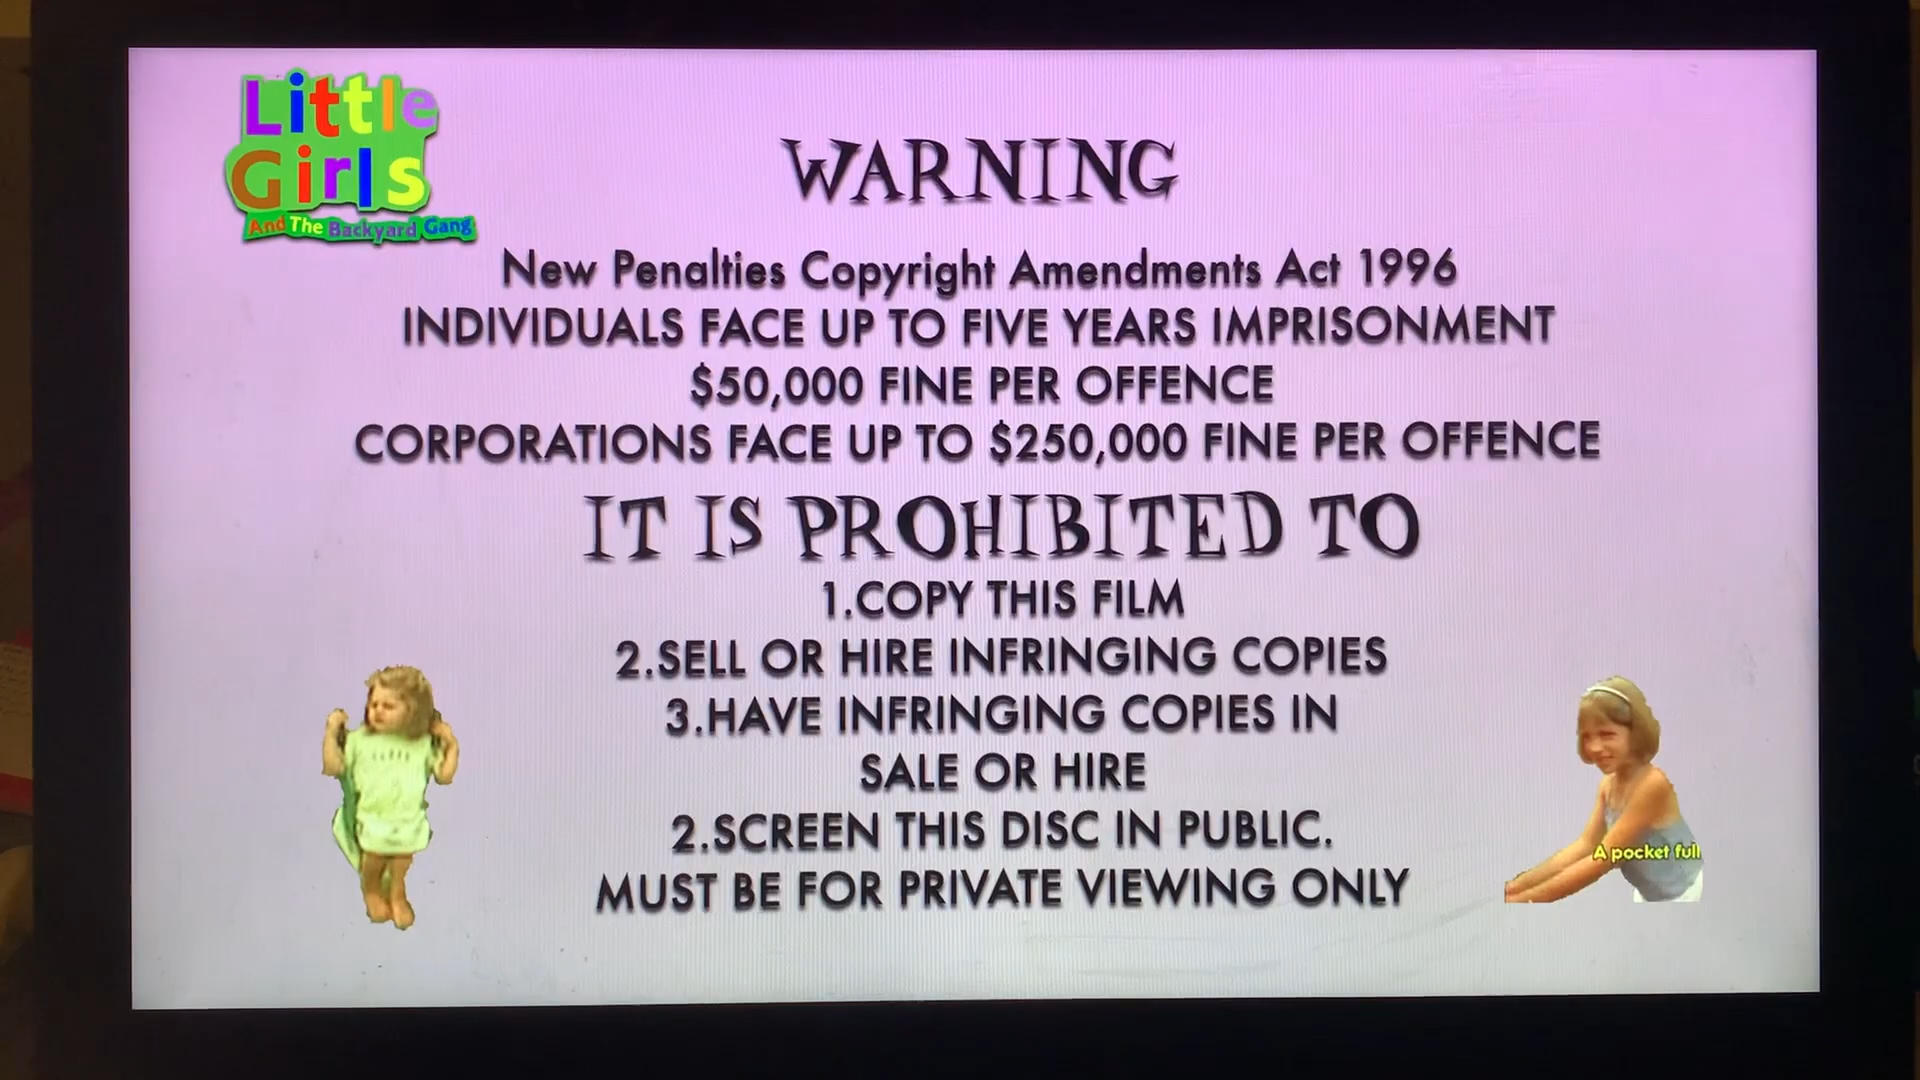 Little
Girls
And The Backyard Gang
WARNING
New Penalties Copyright Amendments Act 1996
INDIVIDUALS FACE UP TO FIVE YEARS IMPRISONMENT
$50,000 FINE PER OFFENCE
CORPORATIONS FACE UP TO $250,000 FINE PER OFFENCE
IT IS PROHIBITED TO
1.COPY THIS FILM
2.SELL OR HIRE INFRINGING COPIES
3.HAVE INFRINGING COPIES IN
SALE OR HIRE
2.SCREEN THIS DISC IN PUBLIC.
MUST BE FOR PRIVATE VIEWING ONLY
A pocket full